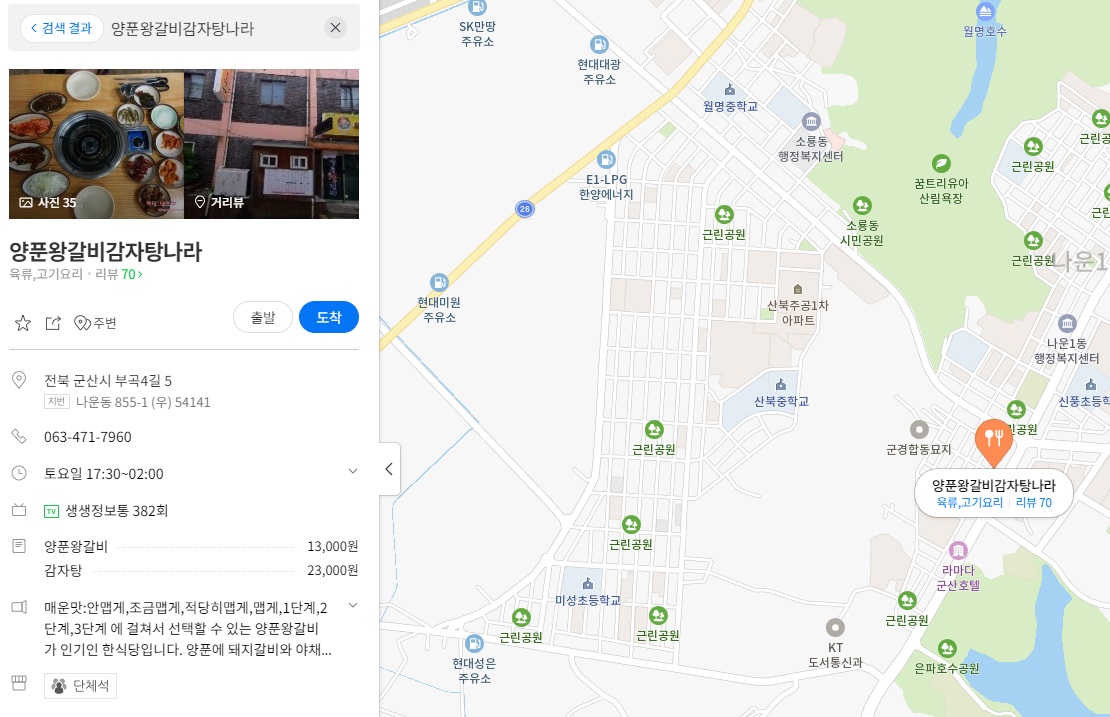 검색 결과
양푼왕갈비감자탕나라
사진 35
거리뷰
양푼왕갈비감자탕나라
육류,고기요리 • 리뷰 70
주변
출발
도착
전북 군산시 부곡4길 5
지번 나운동 855-1 (우) 54141
063-471-7960
토요일 17:30~02:00
TV 생생정보통 382회
양푼왕갈비 13,000원
감자탕 23,000원
매운맛:안맵게,조금맵게,적당히맵게,맵게,1단계,2
단계,3단계 에 걸쳐서 선택할 수 있는 양푼왕갈비
가 인기인 한식당입니다. 양푼에 돼지갈비와 야채...
단체석
SK만땅
주유소
현대대광
주유소
월명호수
월명중학교
소룡동
행정복지센터
근린공원
근린공
E1-LPG
한양에너지
꿈트리유아
산림욕장
26
근린공원
소룡동
시민공원
근린
근린공원
나운1
현대미원
주유소
산북주공1차
아파트
나운1동
행정복지센터
산북중학교
신풍초등학
근린공원
린공원
군경합동묘지
양푼왕갈비감자탕나라
육류,고기요리 리뷰 70
근린공원
라마다
군산호텔
미성초등학교
근린공원
근린공원
근린공원
현대성은
주유소
KT
도서통신과
은파호수공원